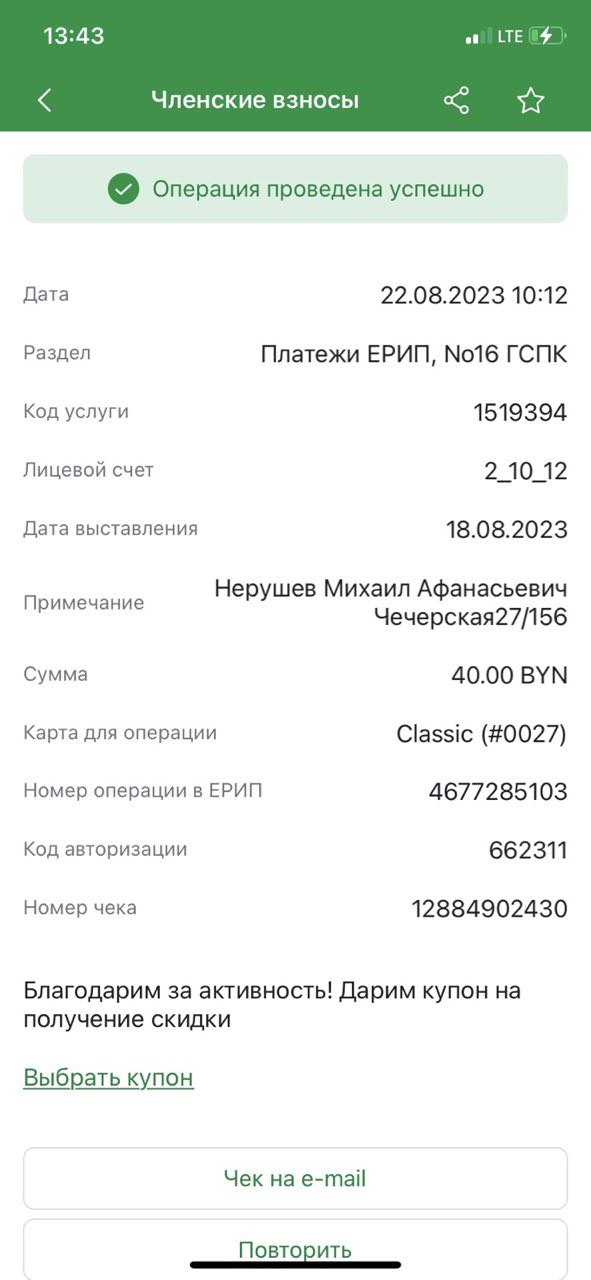 13:43
LTE
Членские взносы
Операция проведена успешно
Дата
22.08.2023 10:12
Раздел
Платежи ЕРИП, No16 ГСПК
Код услуги
1519394
Лицевой счет
2_10_12
Дата выставления
18.08.2023
Примечание
Нерушев Михаил Афанасьевич
Чечерская27/156
Сумма
40.00 BYN
Карта для операции
Classic (#0027)
Номер операции в ЕРИП
4677285103
Код авторизации
662311
Номер чека
12884902430
Благодарим за активность! Дарим купон на
получение скидки
Выбрать купон
Чек на e-mail
Повторить